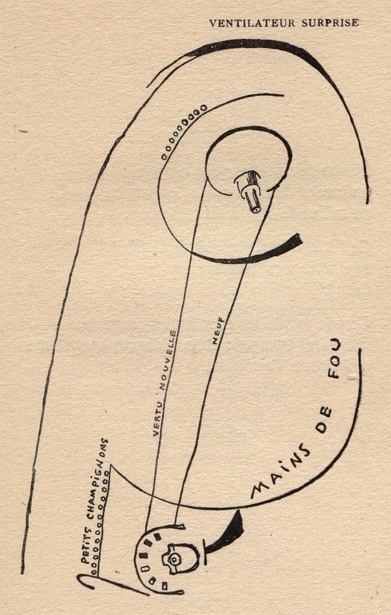 VENTILATEUR SURPRISE
VERTU NOUVELLE
NEUF
MAINS DE FOU
PETITS CHAMPIGNONS